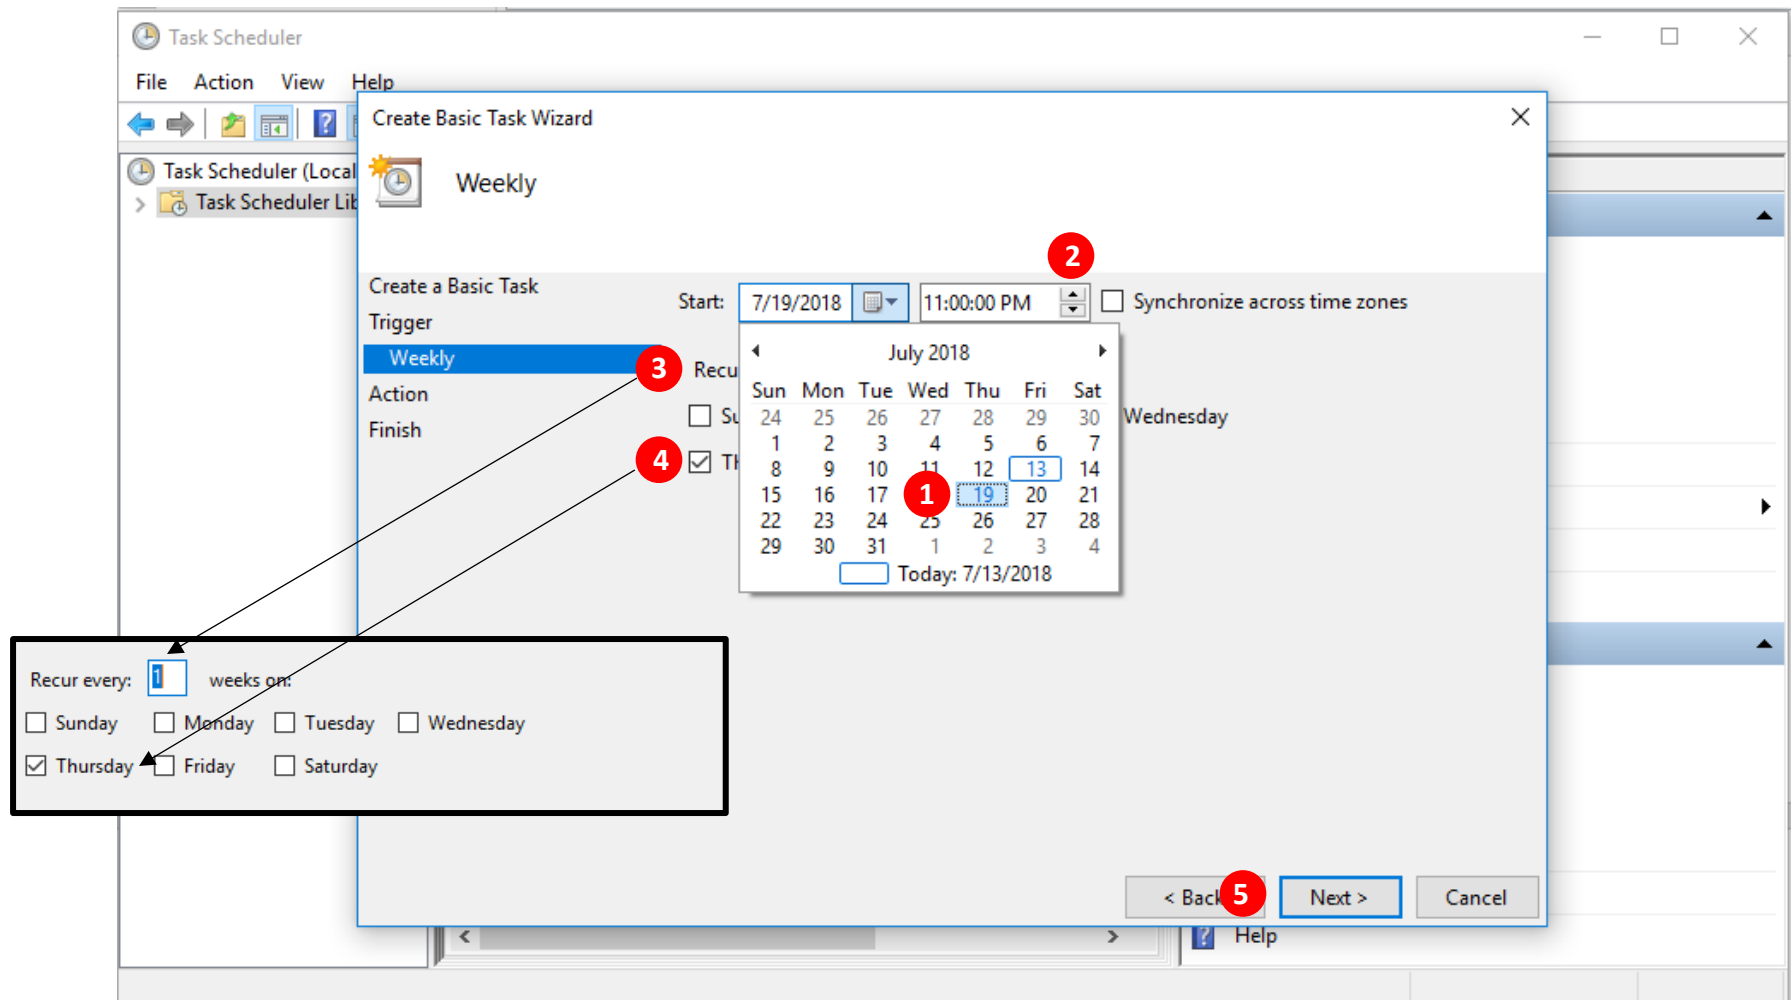 Task Scheduler
File Action View Help
Create Basic Task Wizard
Task Scheduler (Local
Task Scheduler Lib
Weekly
2
Create a Basic Task
Trigger
Weekly
Action
Finish
Start: 7/19/2018 11:00:00 PM Synchronize across time zones
3 Recu
Su Wednesday
4 Th
July 2018
Sun Mon Tue Wed Thu Fri Sat
24 25 26 27 28 29 30
1 2 3 4 5 6 7
8 9 10 11 12 13 14
15 16 17 1 19 20 21
22 23 24 25 26 27 28
29 30 31 1 2 3 4
Today: 7/13/2018
Recur every: 1 weeks on:
Sunday Monday Tuesday Wednesday
Thursday Friday Saturday
< Back 5 Next > Cancel
Help